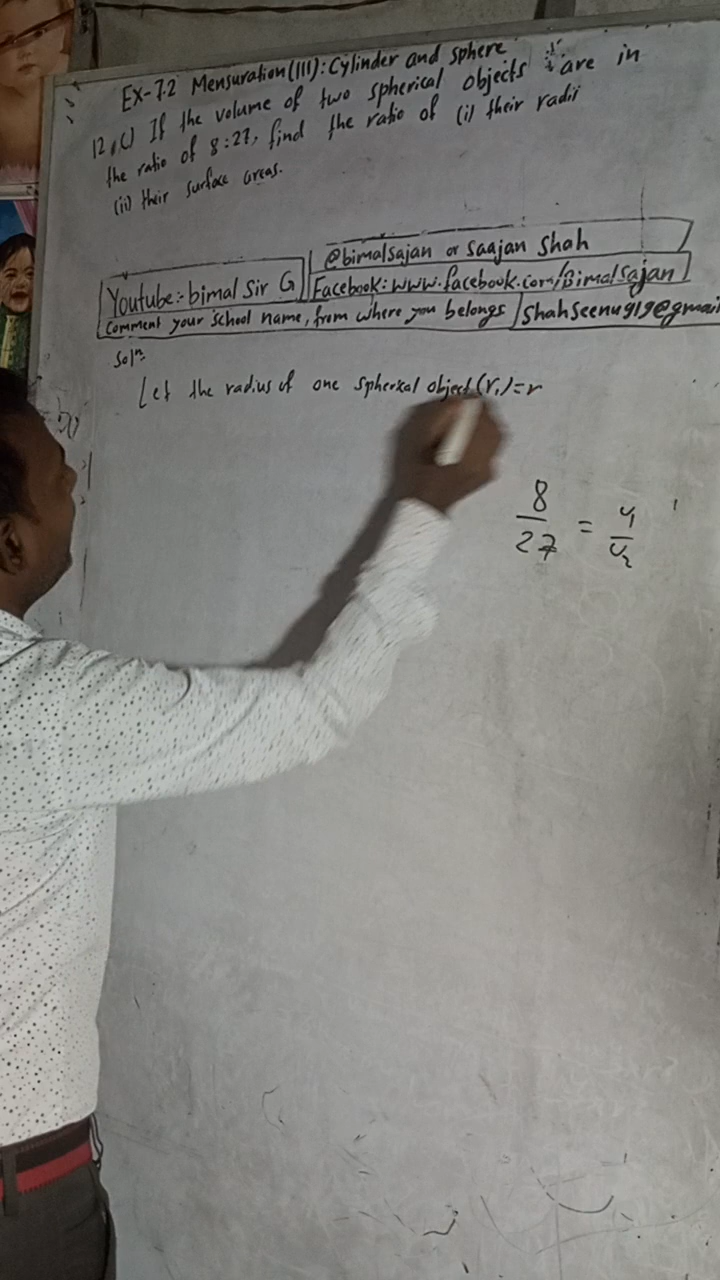 EX-7.2 Mensuration(III): Cylinder and sphere
12.c) If the volume of two spherical objects are in
the ratio of 8:27, find the ratio of (i) their radii
(ii) their surface areas.
@bimalsajan or Saajan Shah
Youtube:- bimal Sir G
Facebook: www.facebook.com/Bimalsajan
Comment your school name, from where you belongs
Shahseenu919@gmail
Solⁿ:
Let the radius of one spherical object (r₁) = r
8/27 = v₁/v₂